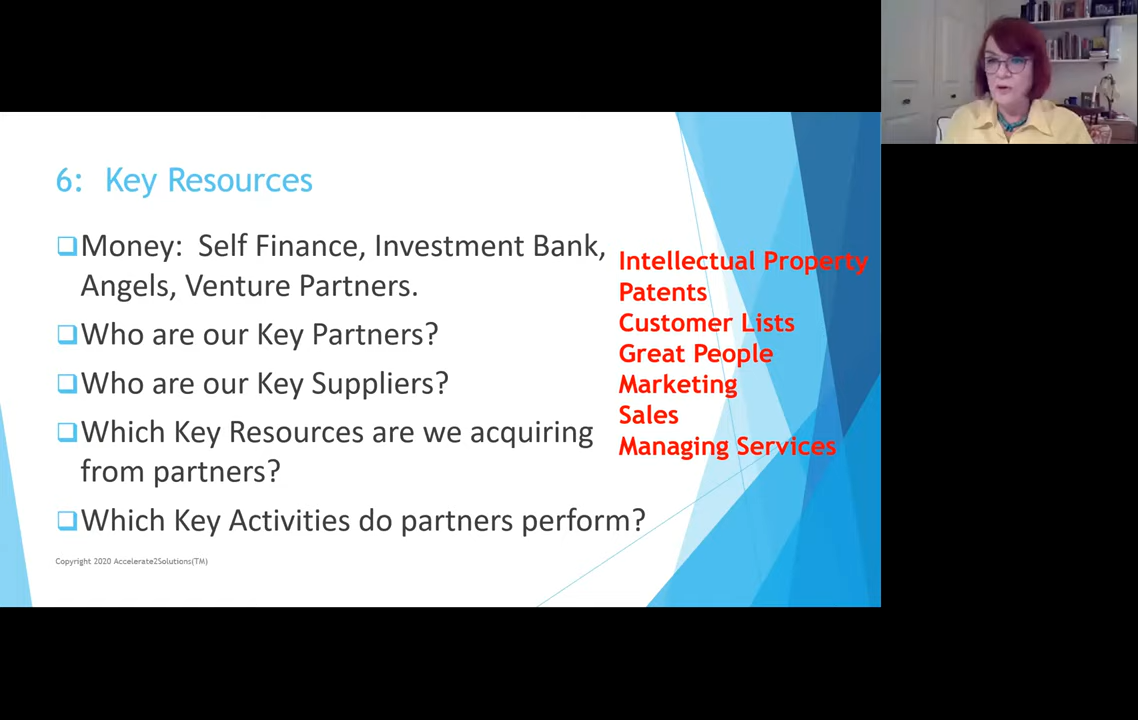 6: Key Resources
Money: Self Finance, Investment Bank,
Angels, Venture Partners.
Who are our Key Partners?
Who are our Key Suppliers?
Which Key Resources are we acquiring
from partners?
Which Key Activities do partners perform?
Intellectual Property
Patents
Customer Lists
Great People
Marketing
Sales
Managing Services
Copyright 2020 Accelerate2Solutions(TM)